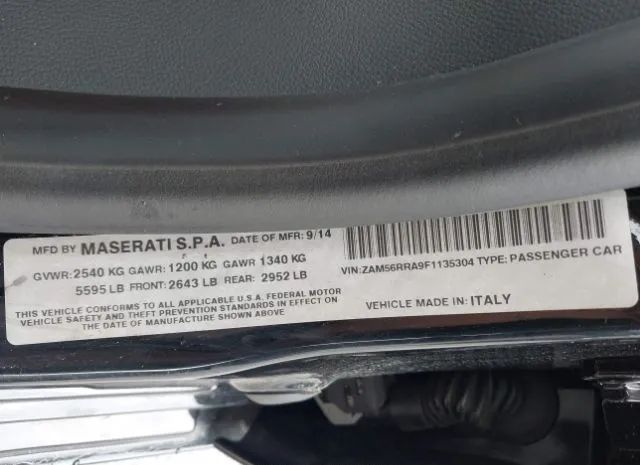 MFD BY MASERATI S.P.A. DATE OF MFR: 9/14
GVWR: 2540 KG GAWR: 1200 KG GAWR 1340 KG
5595 LB FRONT: 2643 LB REAR: 2952 LB
THIS VEHICLE CONFORMS TO ALL APPLICABLE U.S.A. FEDERAL MOTOR
VEHICLE SAFETY AND THEFT PREVENTION STANDARDS IN EFFECT ON
THE DATE OF MANUFACTURE SHOWN ABOVE
VIN: ZAM56RRA9F1135304 TYPE: PASSENGER CAR
VEHICLE MADE IN: ITALY